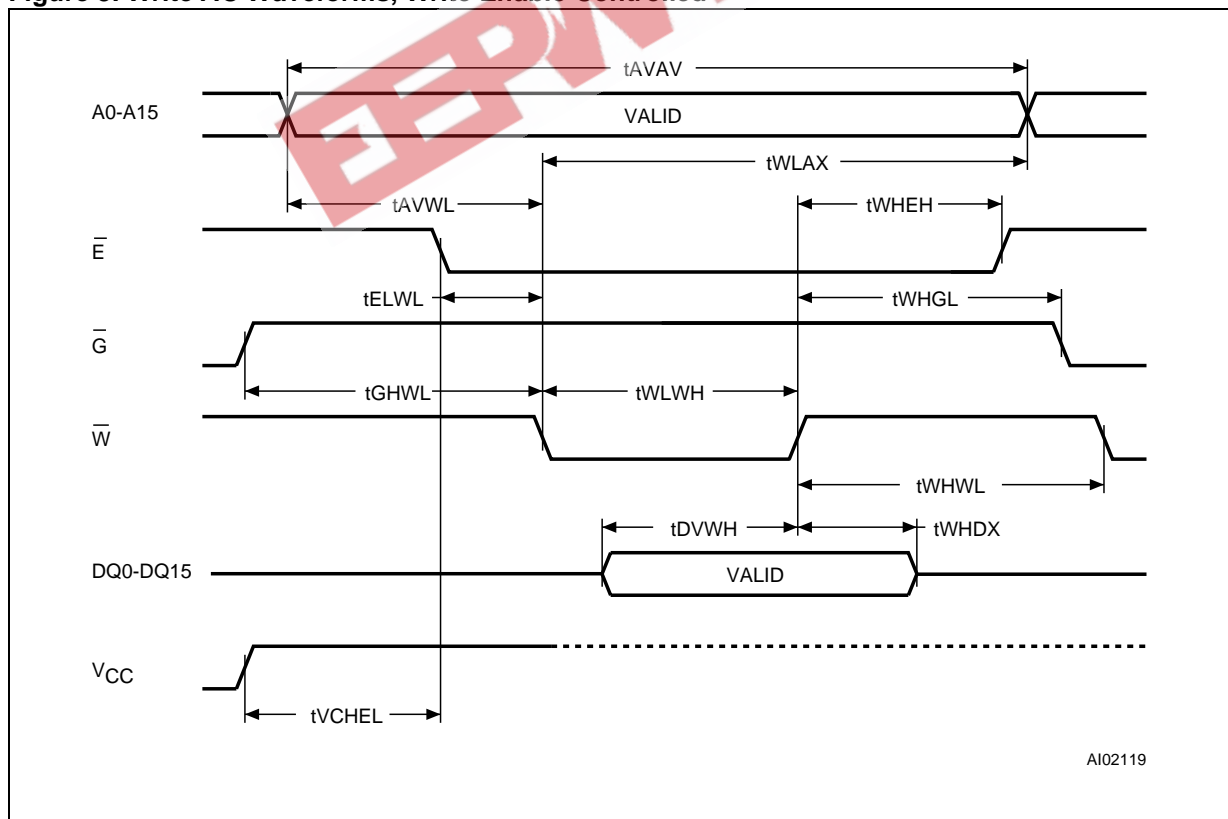 tAVAV
A0-A15
VALID
tWLAX
tAVWL
tWHEH
E
tELWL
tWHGL
G
tGHWL
tWLWH
W
tWHWL
tDVWH
tWHDX
DQ0-DQ15
VALID
VCC
tVCHEL
AI02119